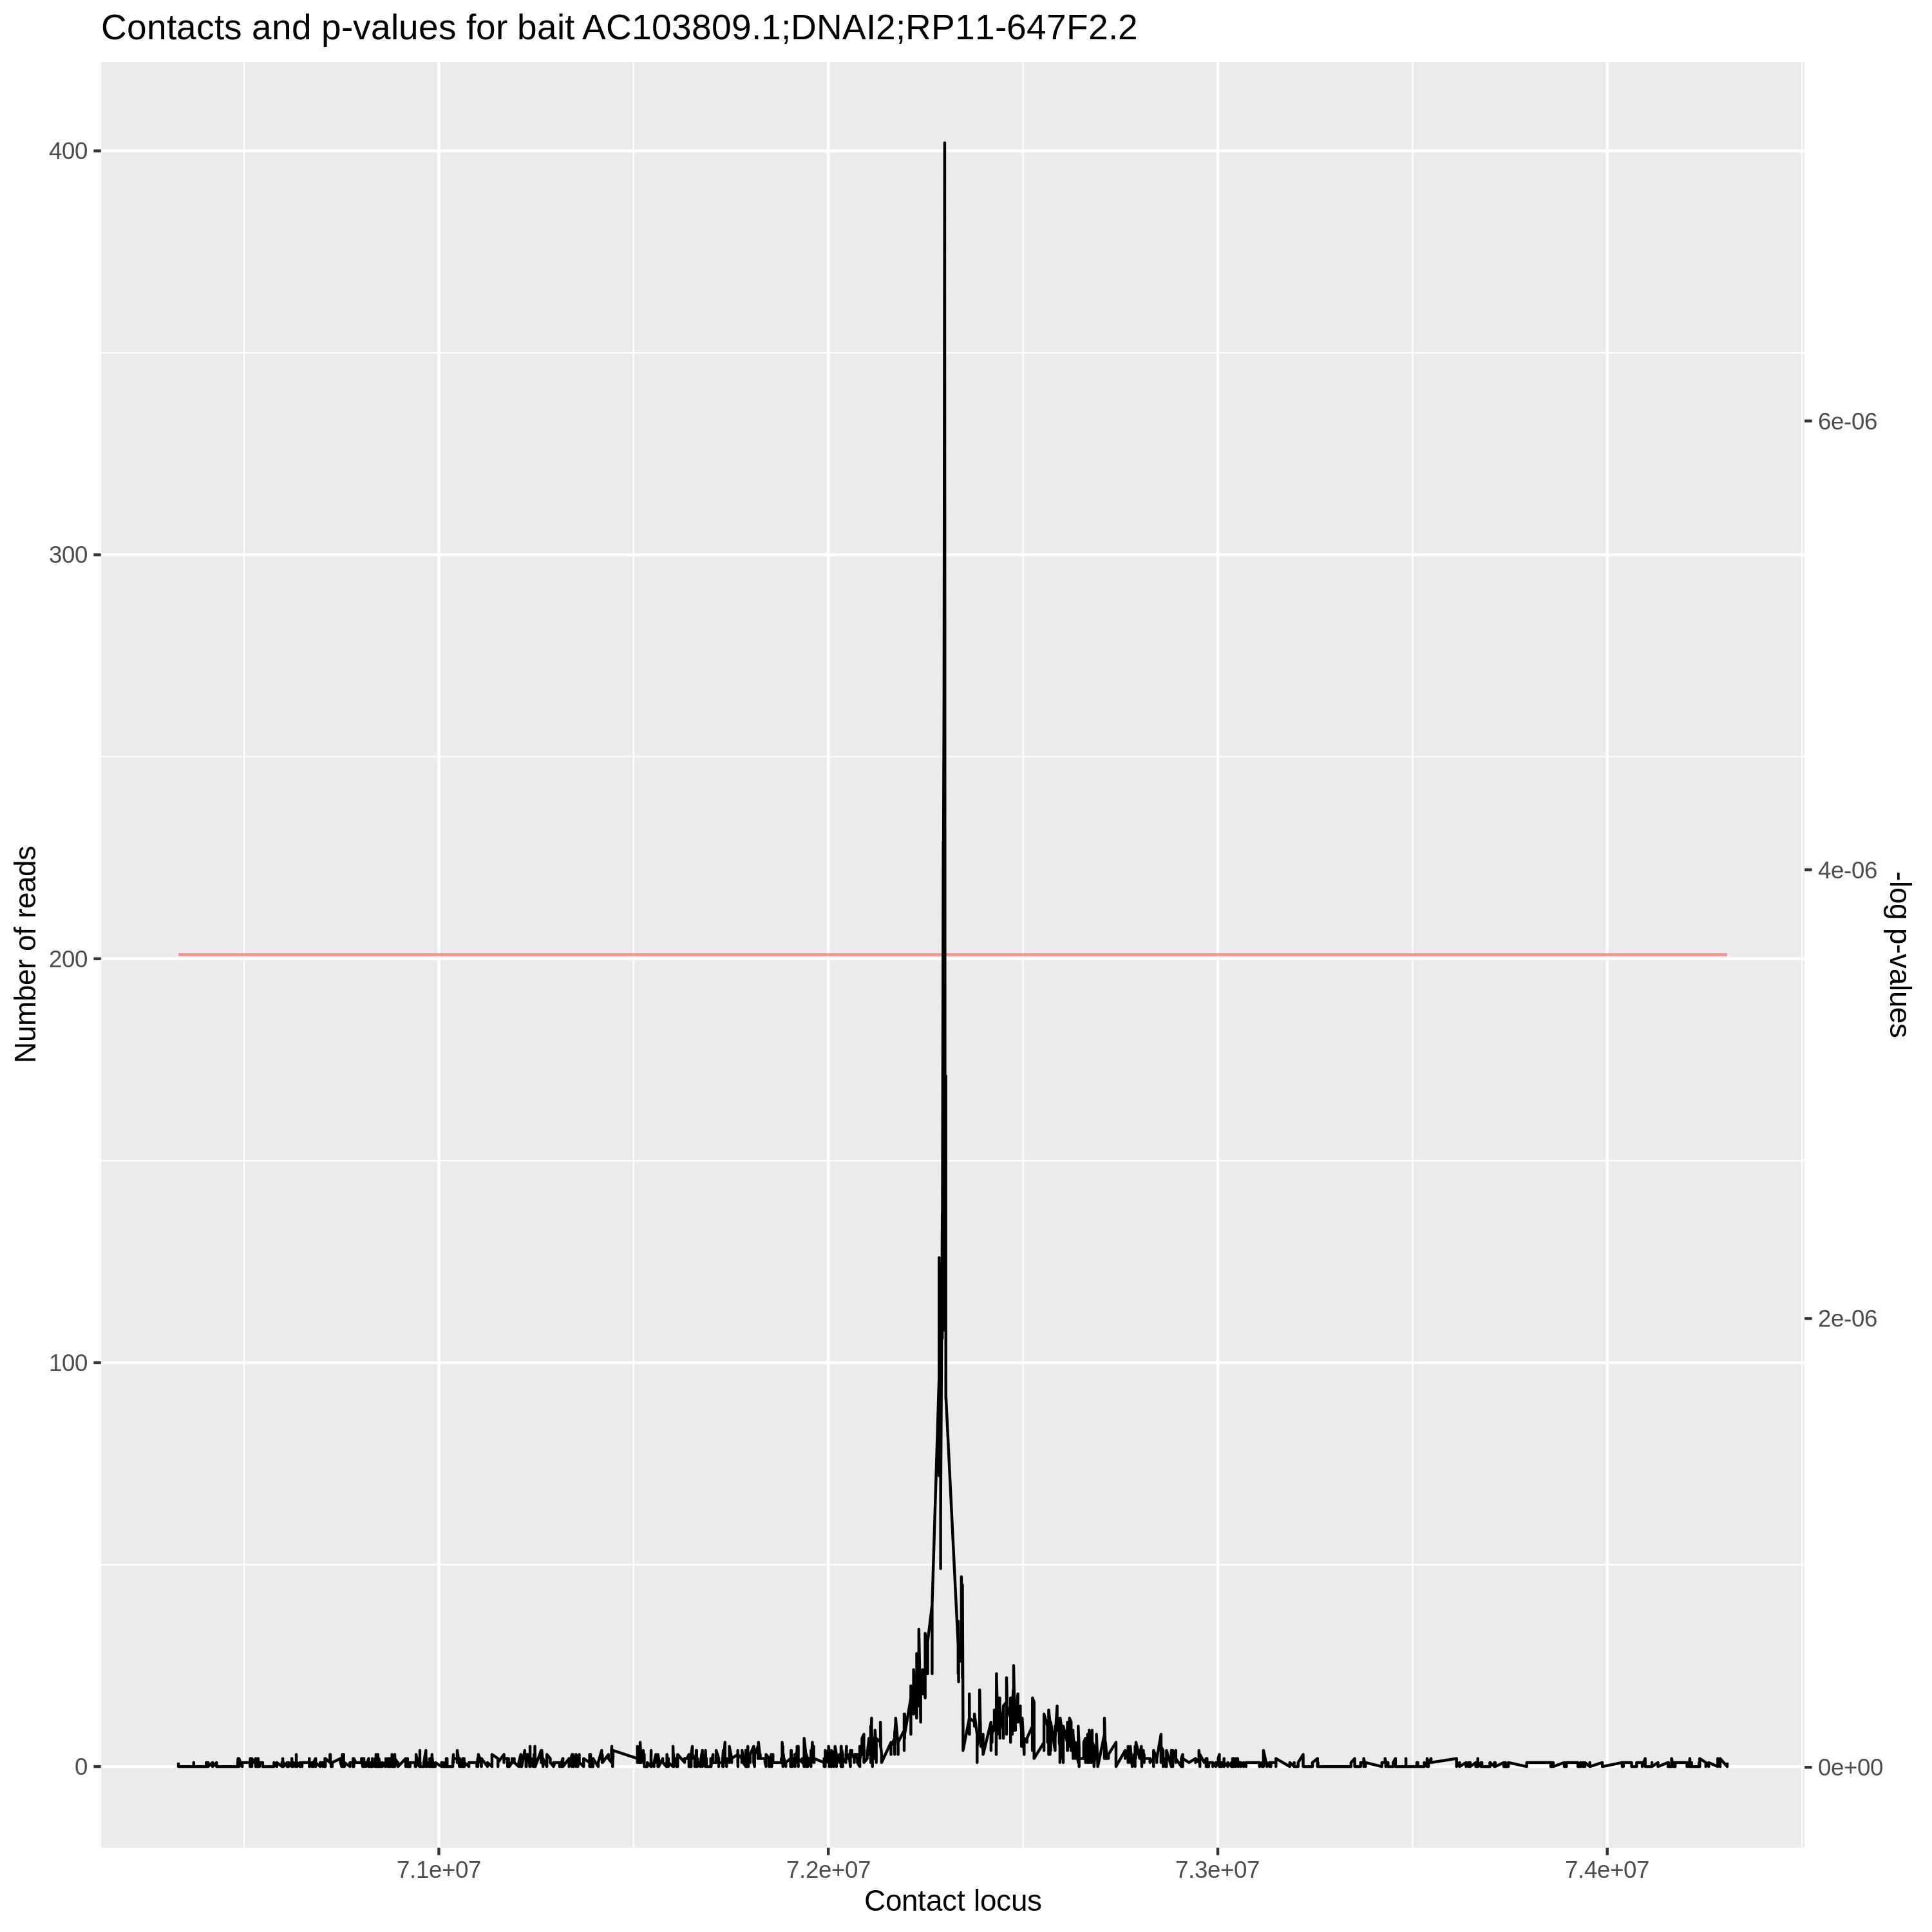 Contacts and p-values for bait AC103809.1;DNAI2;RP11-647F2.2
400
300
200
100
0
Number of reads
6e-06
4e-06
2e-06
0e+00
-log p-values
7.1e+07
7.2e+07
7.3e+07
7.4e+07
Contact locus